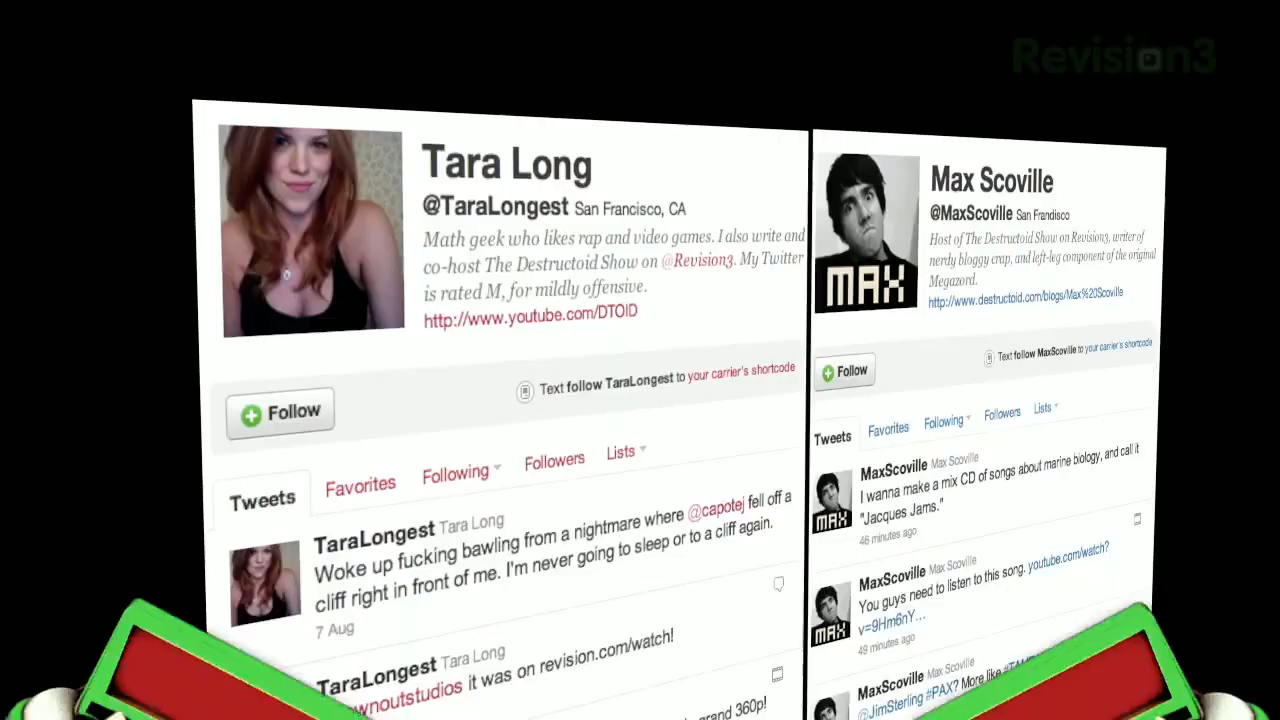 Revision3
Tara Long
@TaraLongest San Francisco, CA
Math geek who likes rap and video games. I also write and
co-host The Destructoid Show on @Revision3. My Twitter
is rated M, for mildly offensive.
http://www.youtube.com/DTOID
Follow
Text follow TaraLongest to your carrier's shortcode
Tweets Favorites Following Followers Lists
TaraLongest Tara Long
Woke up fucking bawling from a nightmare where @capotej fell off a
cliff right in front of me. I'm never going to sleep or to a cliff again.
7 Aug
TaraLongest Tara Long
wnoutstudios it was on revision.com/watch!
grand 360p!
Max Scoville
@MaxScoville San Francisco
Host of The Destructoid Show on Revision3, writer of
nerdy bloggy crap, and left-leg component of the original
Megazord.
http://www.destructoid.com/blogs/Max%20Scoville
MAX
Follow
Text follow MaxScoville to your carrier's shortcode
Tweets Favorites Following Followers Lists
MaxScoville Max Scoville
I wanna make a mix CD of songs about marine biology, and call it
"Jacques Jams."
46 minutes ago
MAX
MaxScoville Max Scoville
You guys need to listen to this song. youtube.com/watch?
v=9Hm6nY...
49 minutes ago
MAX
MaxScoville Max Scoville
@JimSterling #PAX? More like